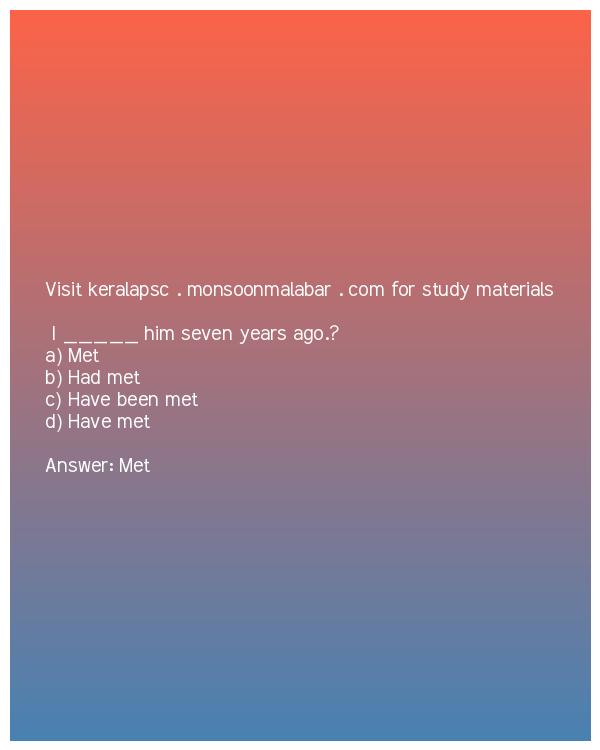 Visit keralapsc . monsoonmalabar . com for study materials
I _____ him seven years ago.?
a) Met
b) Had met
c) Have been met
d) Have met
Answer: Met